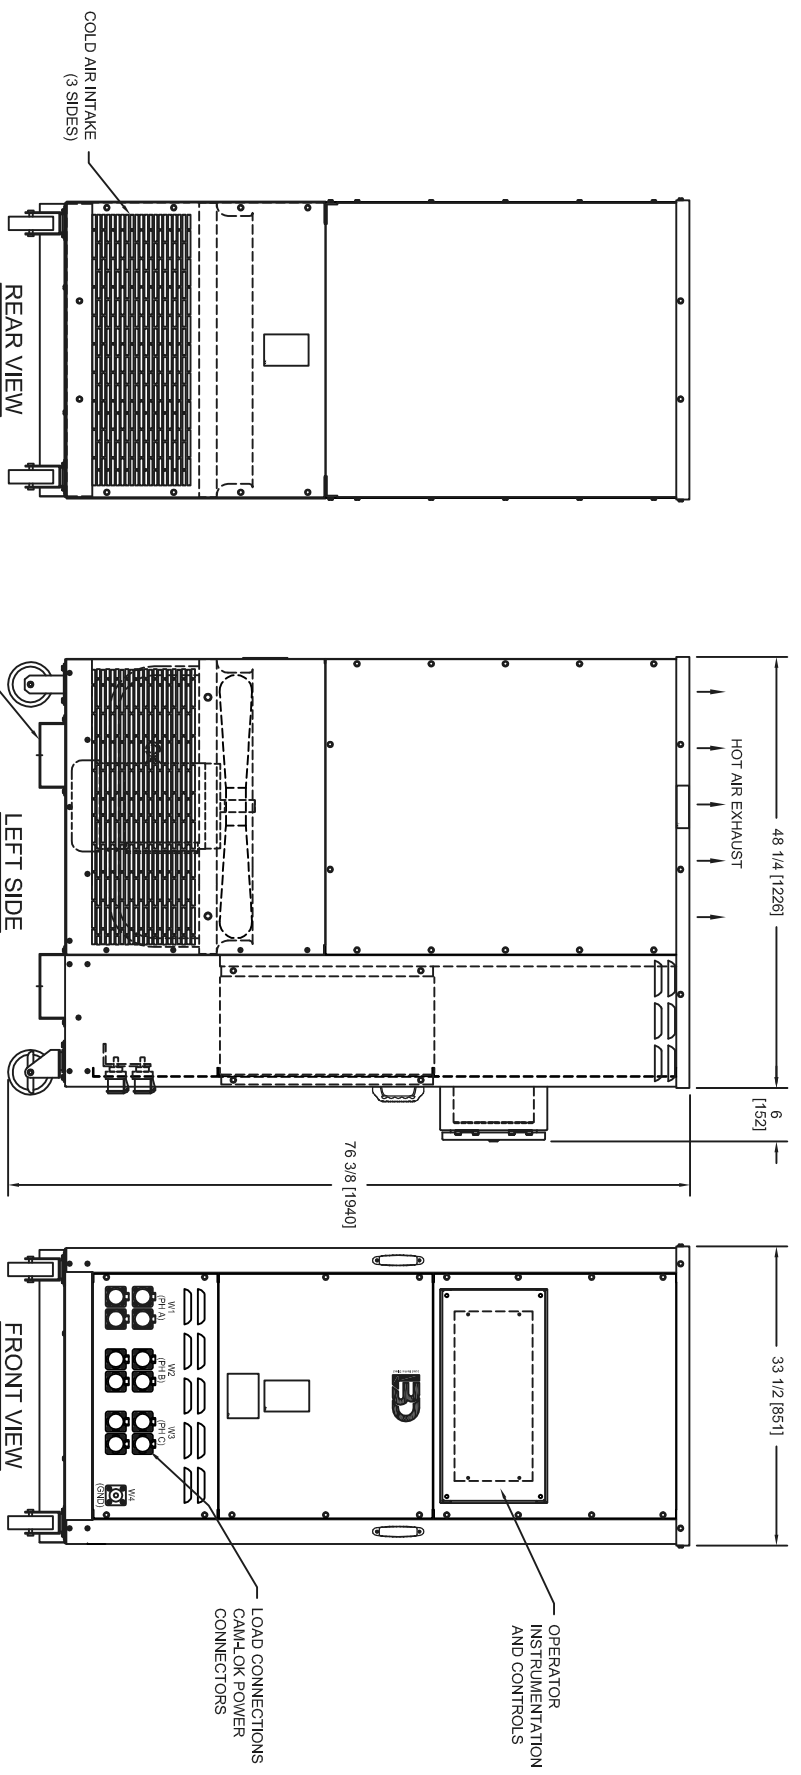 COLD AIR INTAKE
(3 SIDES)
REAR VIEW
HOT AIR EXHAUST
48 1/4 [1226]
6
[152]
76 3/8 [1940]
LEFT SIDE
33 1/2 [851]
W1
(PH A)
W2
(PH B)
W3
(PH C)
W4
(GND)
LBD
OPERATOR
INSTRUMENTATION
AND CONTROLS
LOAD CONNECTIONS
CAM-LOK POWER
CONNECTORS
FRONT VIEW